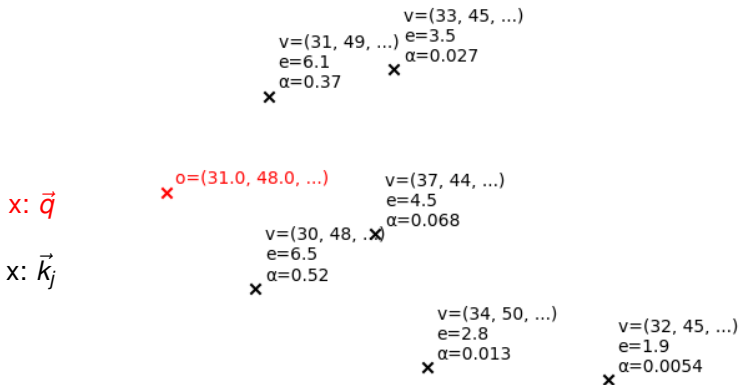 v=(33, 45, ...)
e=3.5
α=0.027
v=(31, 49, ...)
e=6.1
α=0.37
o=(31.0, 48.0, ...)
v=(37, 44, ...)
e=4.5
α=0.068
x: q⃗
v=(30, 48, ...)
e=6.5
α=0.52
x: k⃗ⱼ
v=(34, 50, ...)
e=2.8
α=0.013
v=(32, 45, ...)
e=1.9
α=0.0054